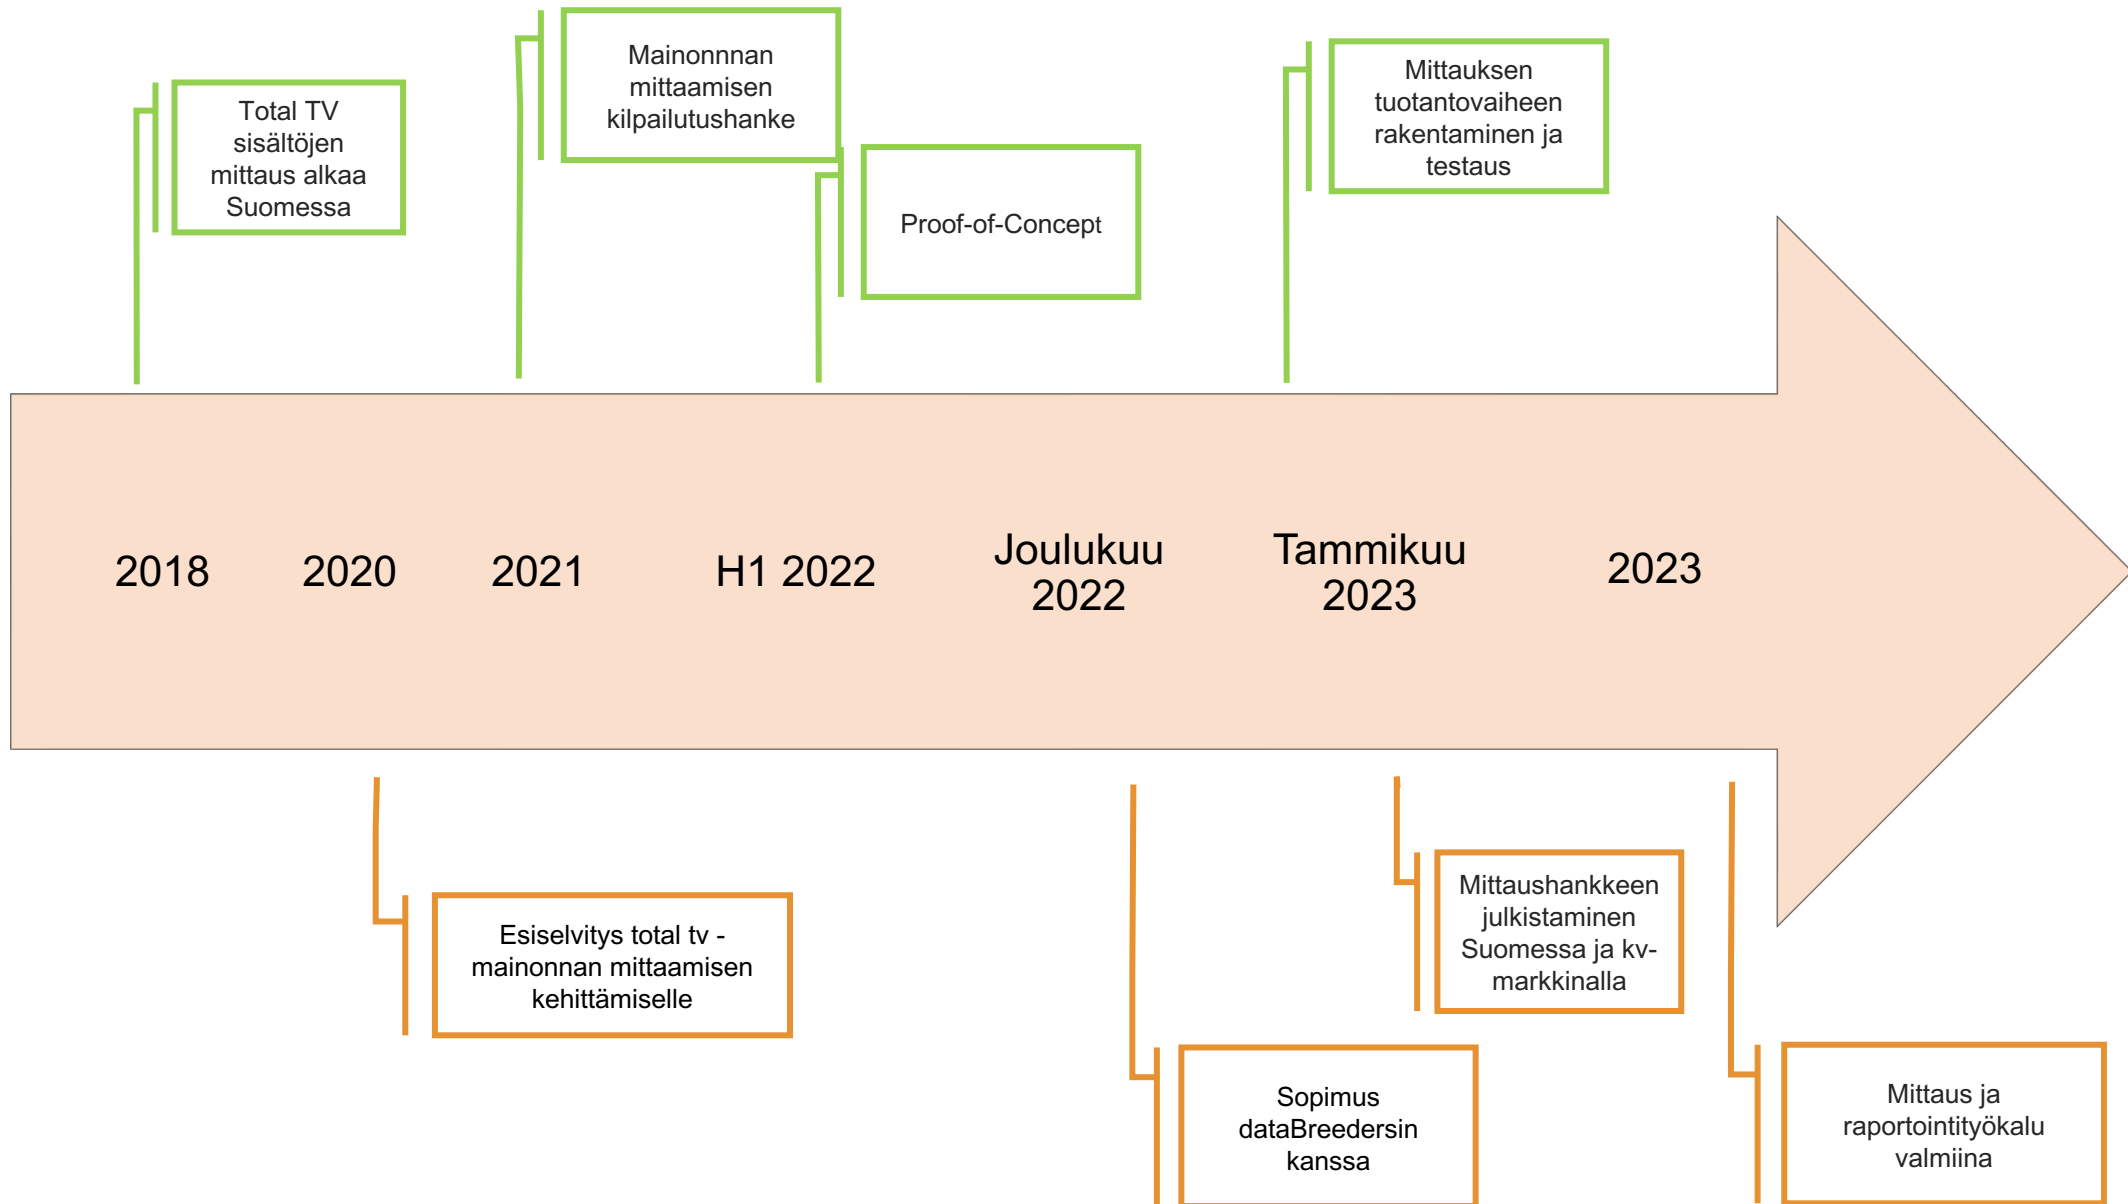 Mainonnnan
mittaamisen
kilpailutushanke
Mittauksen
tuotantovaiheen
rakentaminen ja
testaus
Total TV
sisältöjen
mittaus alkaa
Suomessa
Proof-of-Concept
2018
2020
2021
H1 2022
Joulukuu
2022
Tammikuu
2023
2023
Esiselvitys total tv -
mainonnan mittaamisen
kehittämiselle
Mittaushankkeen
julkistaminen
Suomessa ja kv-
markkinalla
Sopimus
dataBreedersin
kanssa
Mittaus ja
raportointityökalu
valmiina